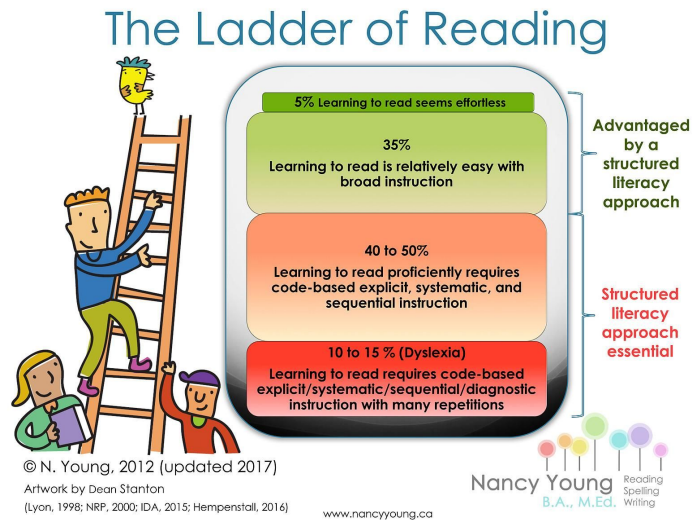 The Ladder of Reading
5% Learning to read seems effortless
35%
Learning to read is relatively easy with
broad instruction
Advantaged
by a
structured
literacy
approach
40 to 50%
Learning to read proficiently requires
code-based explicit, systematic, and
sequential instruction
Structured
literacy
approach
essential
10 to 15 % (Dyslexia)
Learning to read requires code-based
explicit/systematic/sequential/diagnostic
instruction with many repetitions
© N. Young, 2012 (updated 2017)
Artwork by Dean Stanton
(Lyon, 1998; NRP, 2000; IDA, 2015; Hempenstall, 2016)
www.nancyyoung.ca
Nancy Young
B.A., M.Ed.
Reading
Spelling
Writing